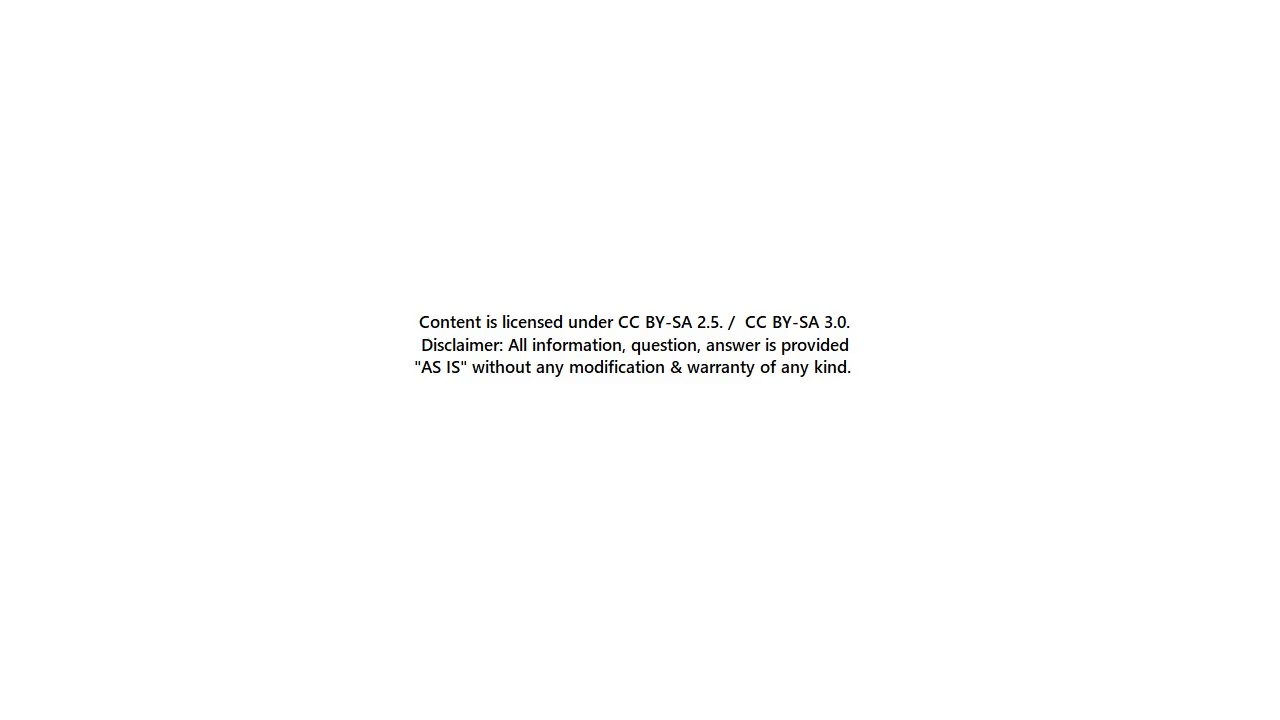 Content is licensed under CC BY-SA 2.5. /  CC BY-SA 3.0.
Disclaimer: All information, question, answer is provided
"AS IS" without any modification & warranty of any kind.